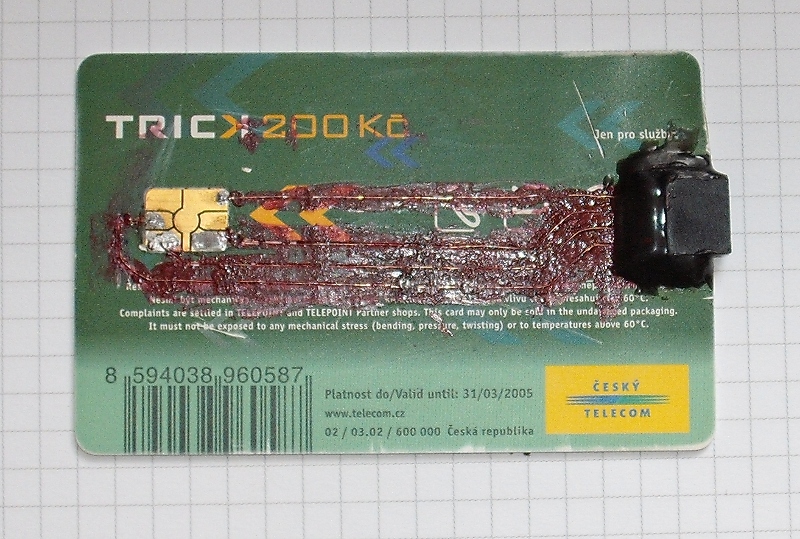 TRICK 200 Kč
Jen pro služb
Complaints are settled in TELEPOINT and TELEPOINT Partner shops. This card may only be sold in the undamaged packaging.
It must not be exposed to any mechanical stress (bending, pressure, twisting) or to temperatures above 60°C.
8 594038 960587
Platnost do/Valid until: 31/03/2005
www.telecom.cz
02 / 03.02 / 600 000 Česká republika
ČESKÝ
TELECOM